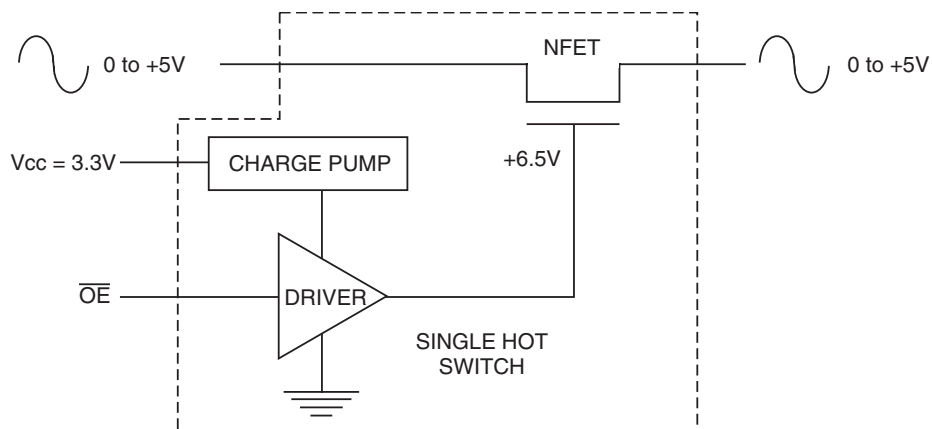 NFET
0 to +5V
0 to +5V
+6.5V
Vcc = 3.3V
CHARGE PUMP
OE
DRIVER
SINGLE HOT
SWITCH